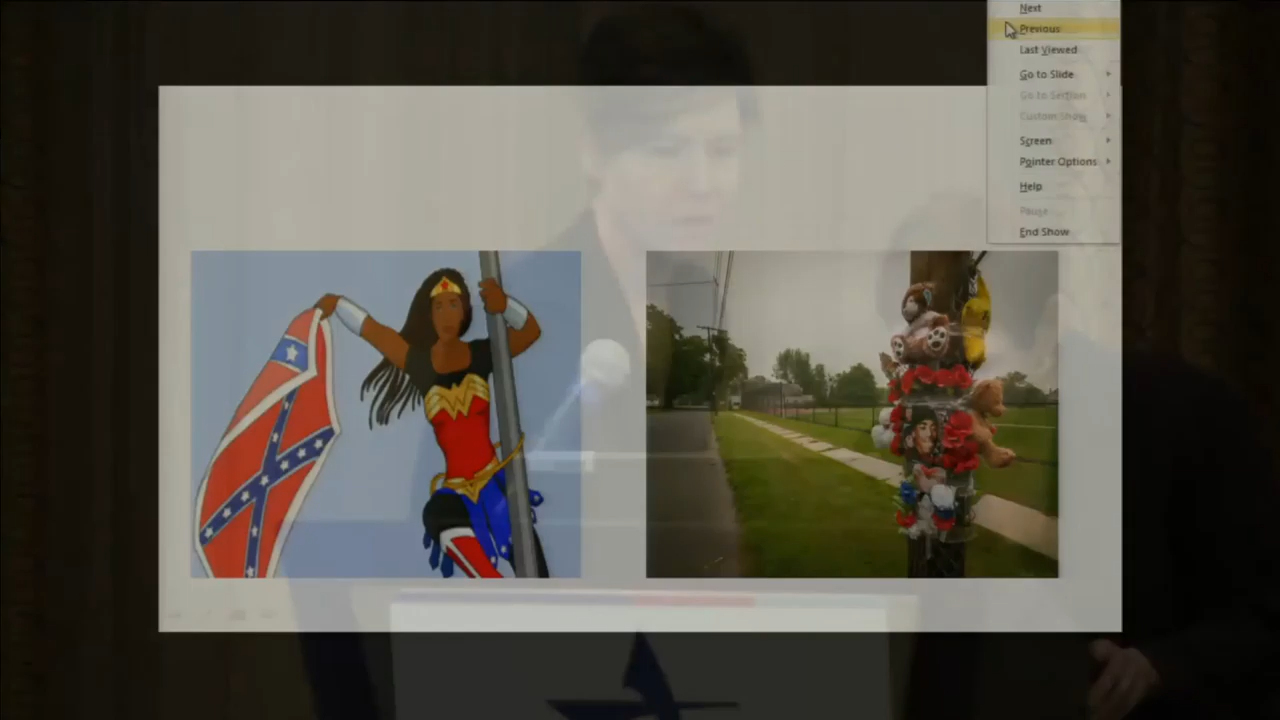 Next
Previous
Last Viewed
Go to Slide
Go to Section
Custom Show
Screen
Pointer Options
Help
Pause
End Show